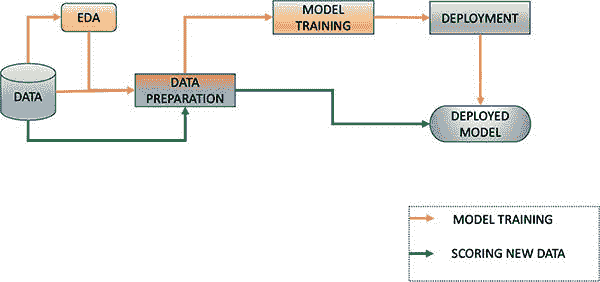 EDA
MODEL
TRAINING
DEPLOYMENT
DATA
DATA
PREPARATION
DEPLOYED
MODEL
MODEL TRAINING
SCORING NEW DATA